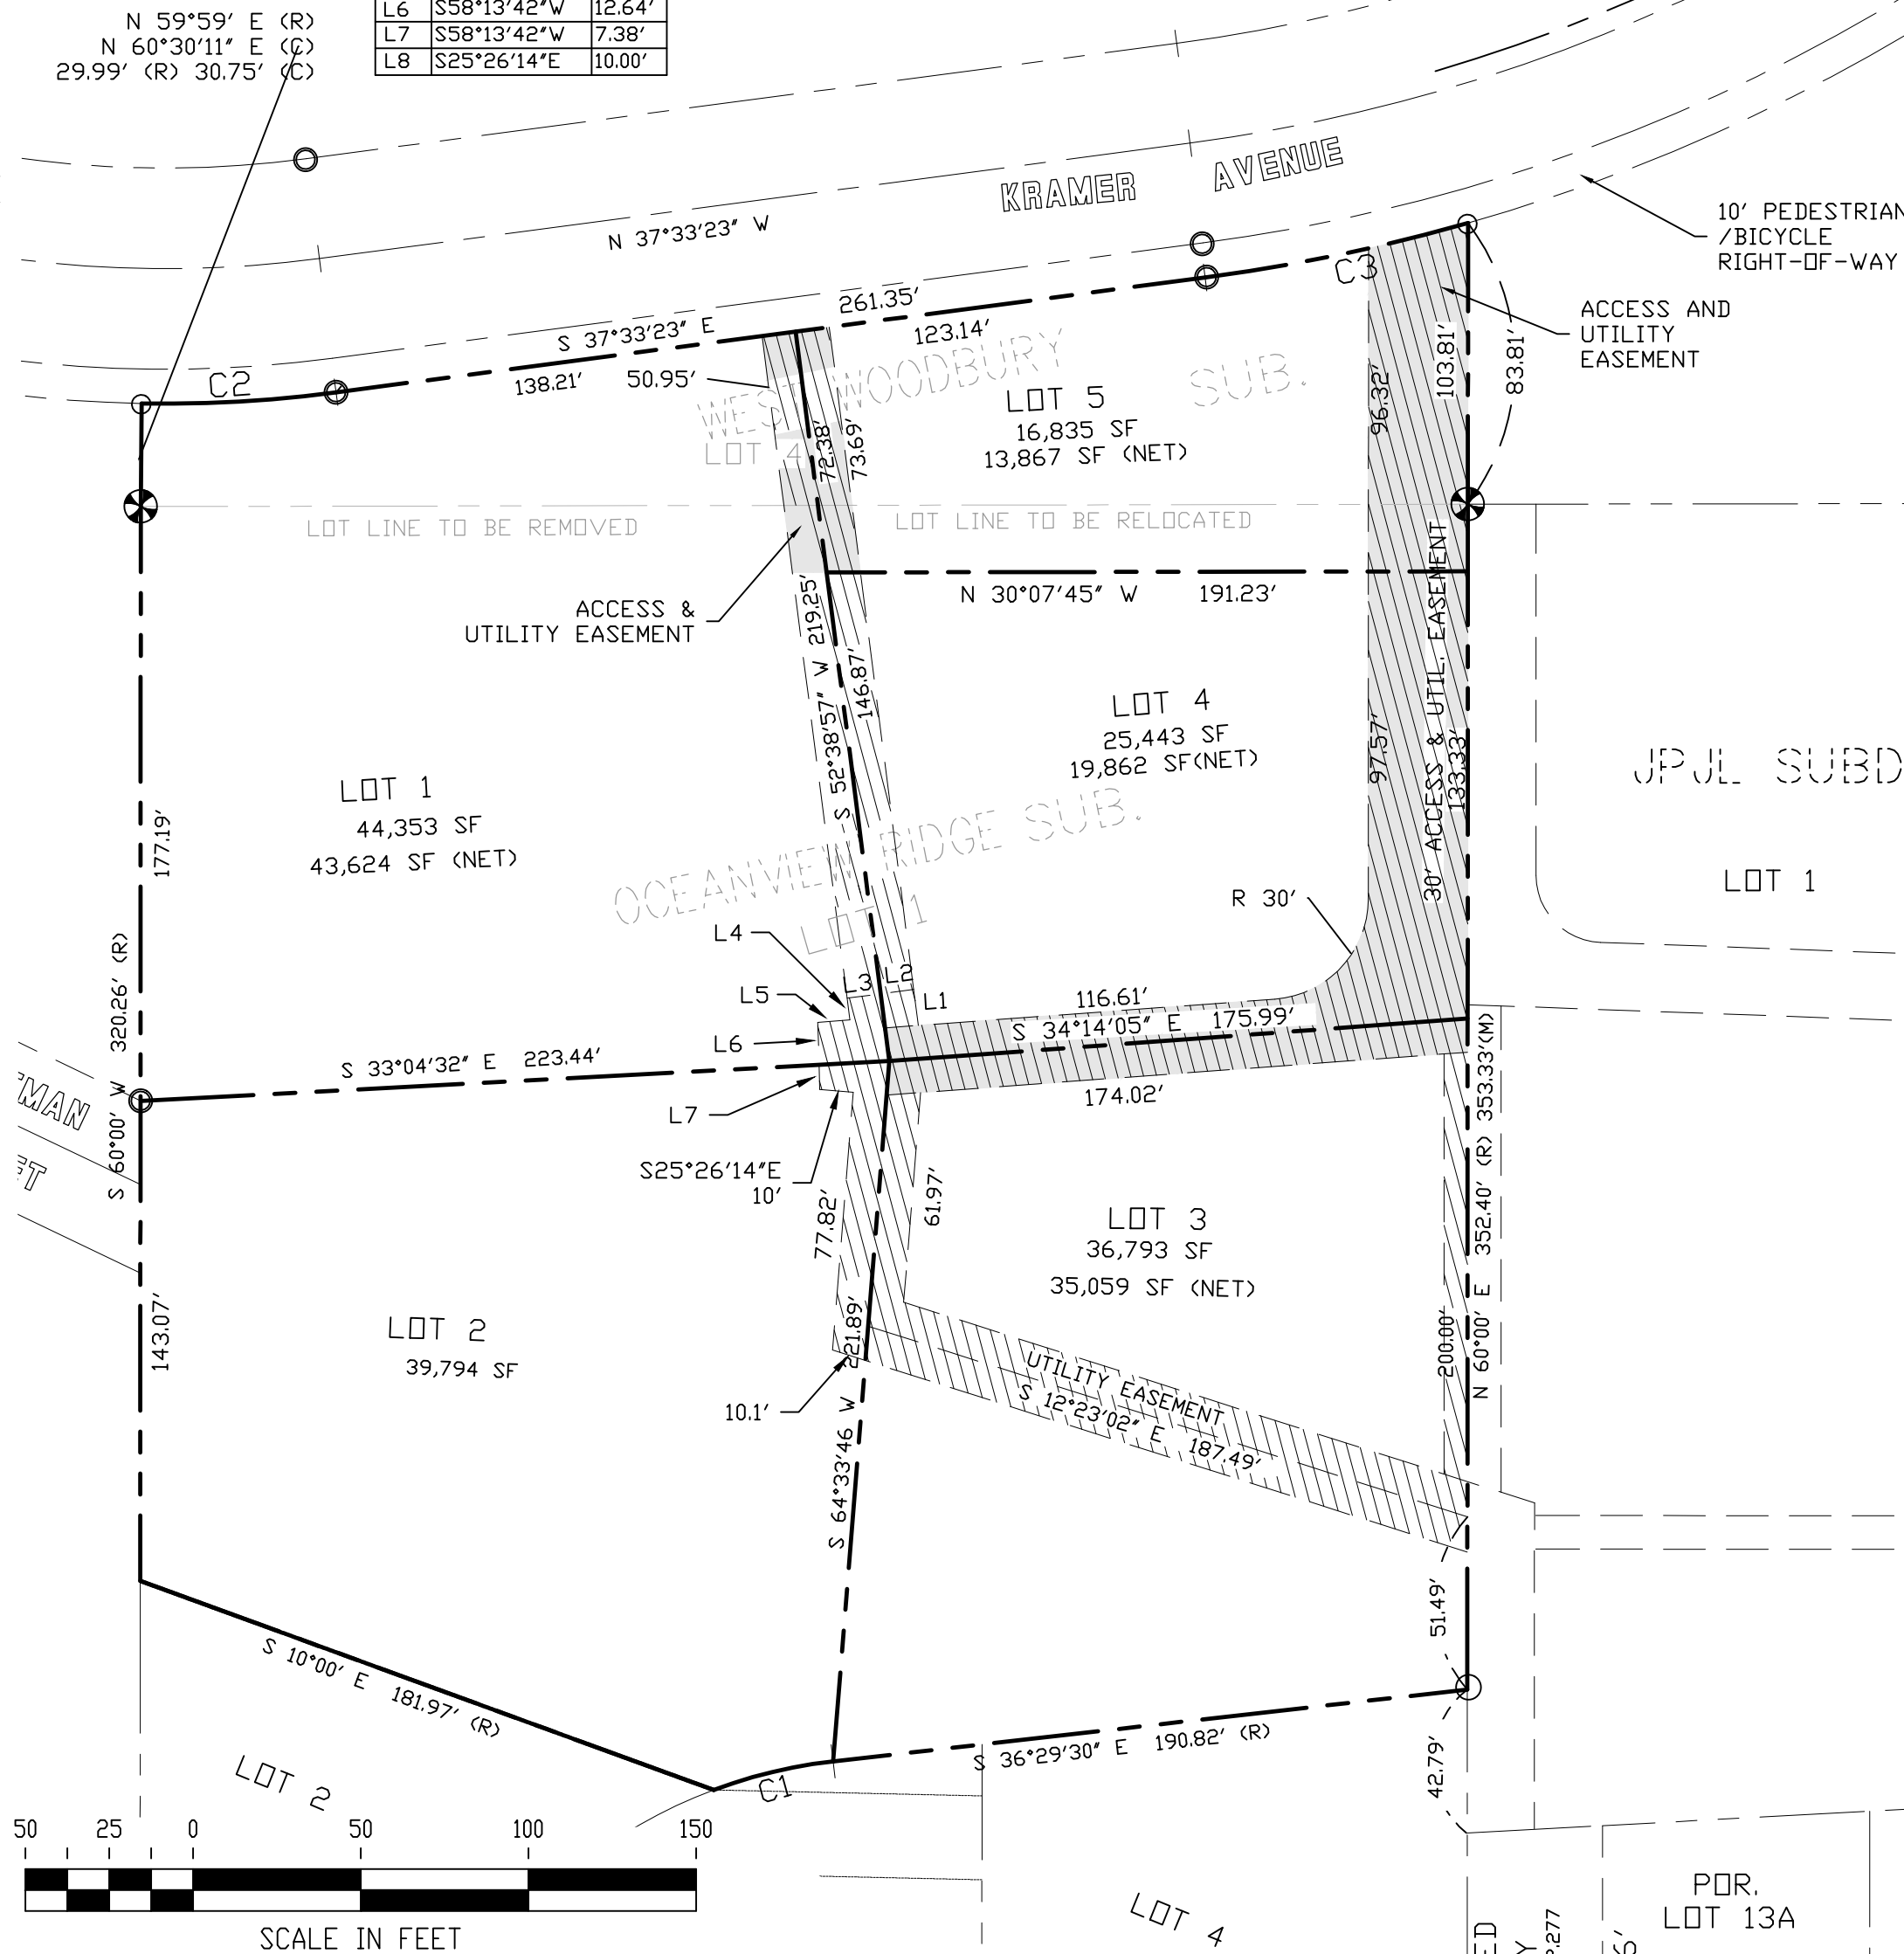 N 59°59' E (R)
N 60°30'11" E (C)
29.99' (R) 30.75' (C)
L6 S58°13'42"W 12.64'
L7 S58°13'42"W 7.38'
L8 S25°26'14"E 10.00'
KRAMER AVENUE
N 37°33'23" W
10' PEDESTRIAN
/BICYCLE
RIGHT-OF-WAY
ACCESS AND
UTILITY
EASEMENT
C3
C2
261.35'
S 37°33'23" E
138.21'
123.14'
50.95'
WEST WOODBURY SUB.
LOT 4
LOT 5
16,835 SF
13,867 SF (NET)
72.38'
73.69'
96.32'
103.81'
83.81'
LOT LINE TO BE REMOVED
LOT LINE TO BE RELOCATED
N 30°07'45" W 191.23'
ACCESS &
UTILITY EASEMENT
S 52°38'57" W 219.25'
146.87'
LOT 4
25,443 SF
19,862 SF(NET)
97.57'
30' ACCESS & UTIL. EASEMENT
133.33'
JPJL SUBD
LOT 1
LOT 1
44,353 SF
43,624 SF (NET)
177.19'
OCEANVIEW RIDGE SUB.
LOT 1
R 30'
L4
L5
L6
L7
L3
L2
L1
116.61'
S 34°14'05" E 175.99'
174.02'
S 33°04'32" E 223.44'
S 60°00' W 320.26' (R)
TMAN
ET
S25°26'14"E
10'
77.82'
61.97'
LOT 3
36,793 SF
35,059 SF (NET)
N 60°00' E 352.40' (R) 353.33'(M)
200.00'
LOT 2
39,794 SF
143.07'
10.1'
S 64°33'46 W 221.89'
UTILITY EASEMENT
S 12°23'02" E 187.49'
51.49'
42.79'
S 10°00' E 181.97' (R)
S 36°29'30" E 190.82' (R)
C1
LOT 2
50 25 0 50 100 150
SCALE IN FEET
LOT 4
POR.
LOT 13A
ED
Y
.277